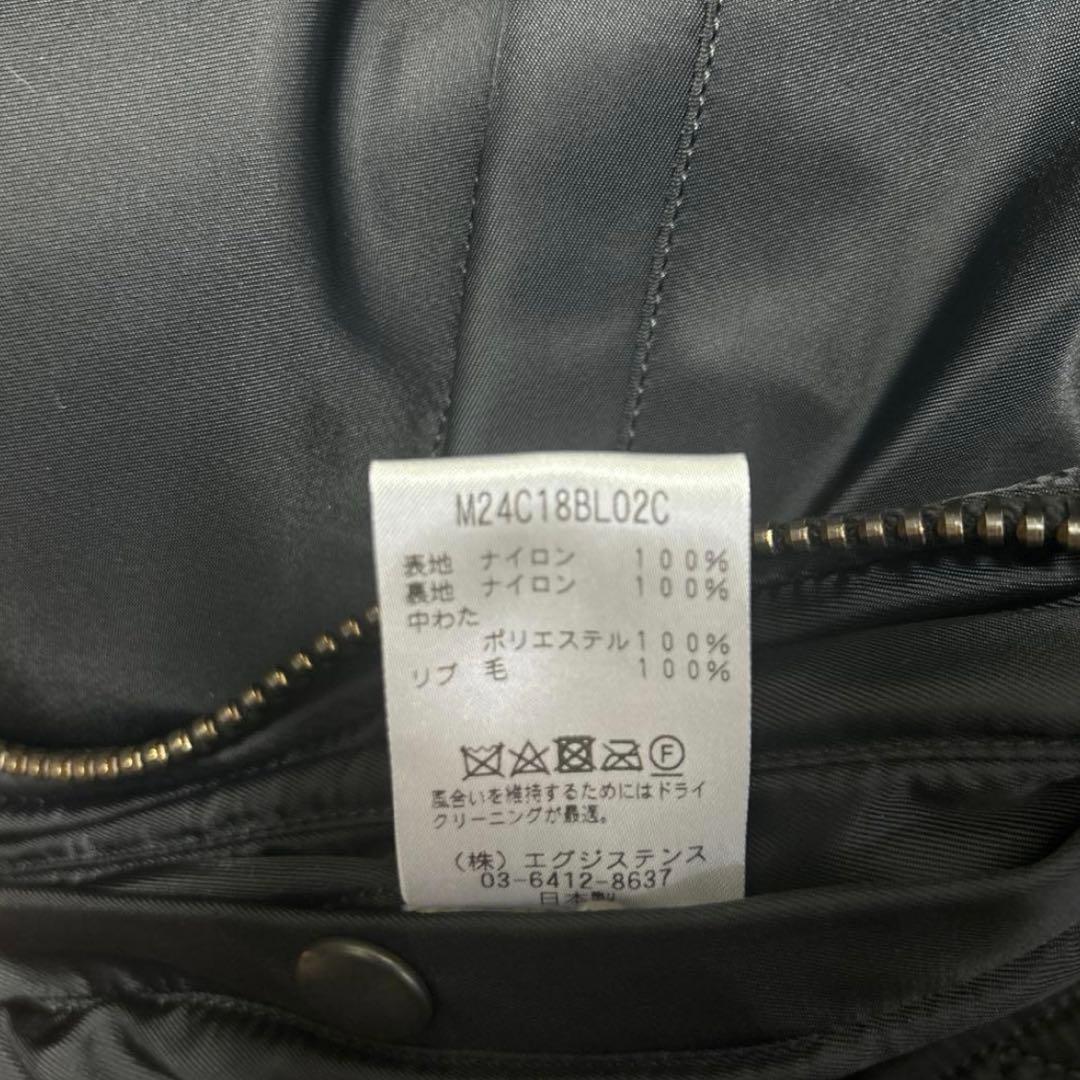 M24C18BL02C
表地 ナイロン 100%
裏地 ナイロン 100%
中わた
ポリエステル100%
リブ 毛 100%
F
風合いを維持するためにはドライ
クリーニングが最適。
（株）エグジステンス
03-6412-8637
日本製